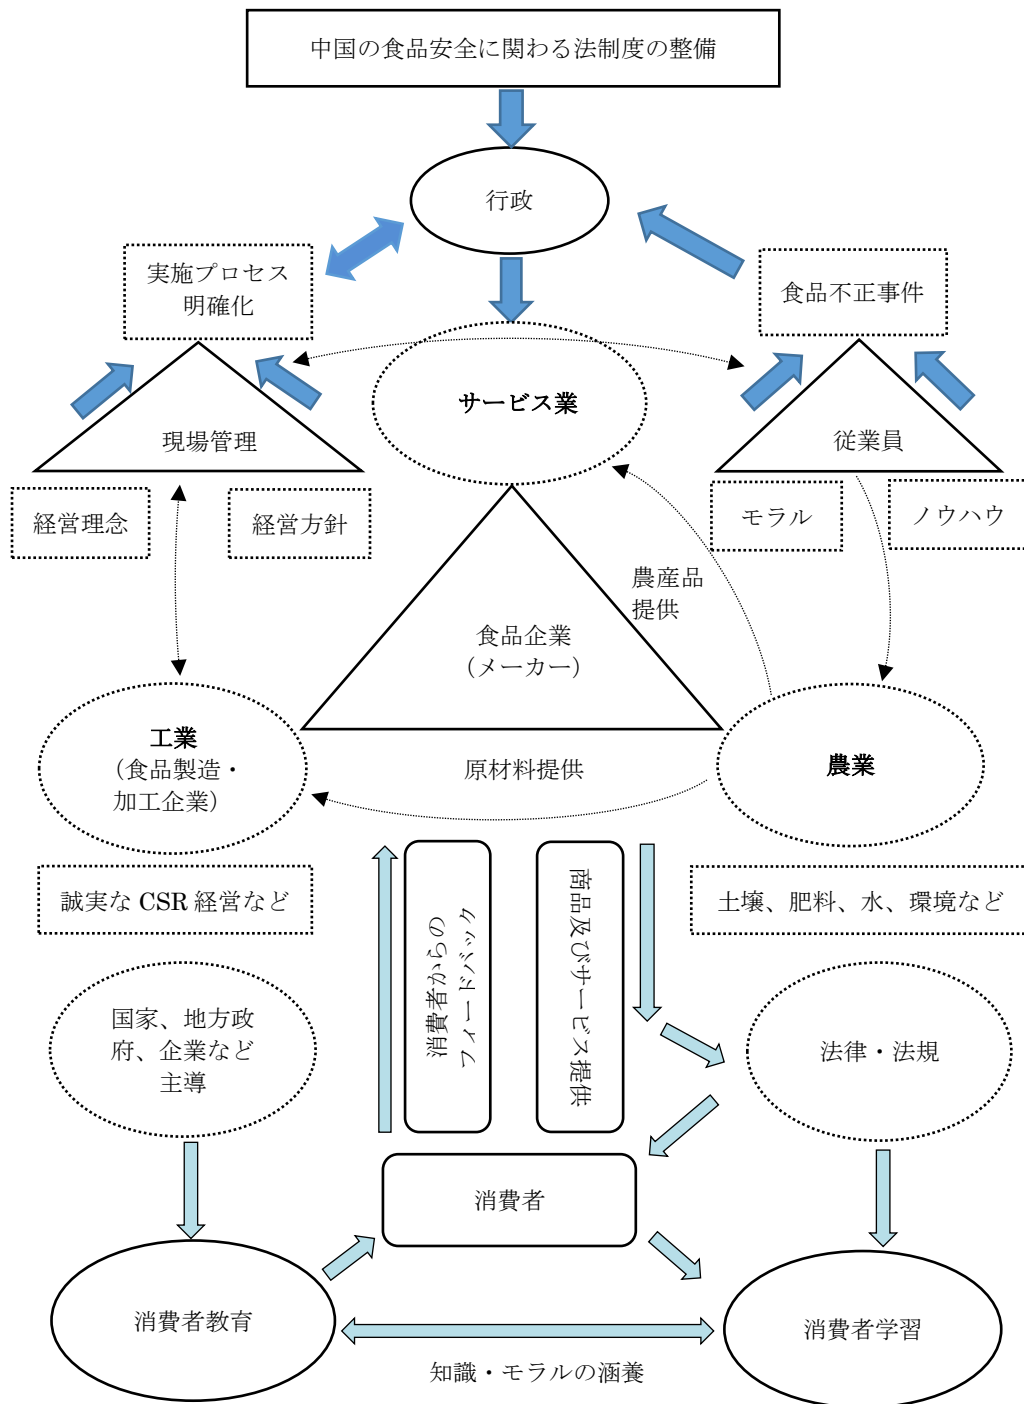 中国の食品安全に関わる法制度の整備
行政
実施プロセス
明確化
食品不正事件
サービス業
現場管理
従業員
経営理念
経営方針
モラル
ノウハウ
農産品
提供
食品企業
（メーカー）
工業
（食品製造・
加工企業）
原材料提供
農業
誠実な CSR 経営など
消費者からの
フィードバック
商品及びサービス提供
土壌、肥料、水、環境など
国家、地方政
府、企業など
主導
法律・法規
消費者
消費者教育
消費者学習
知識・モラルの涵養